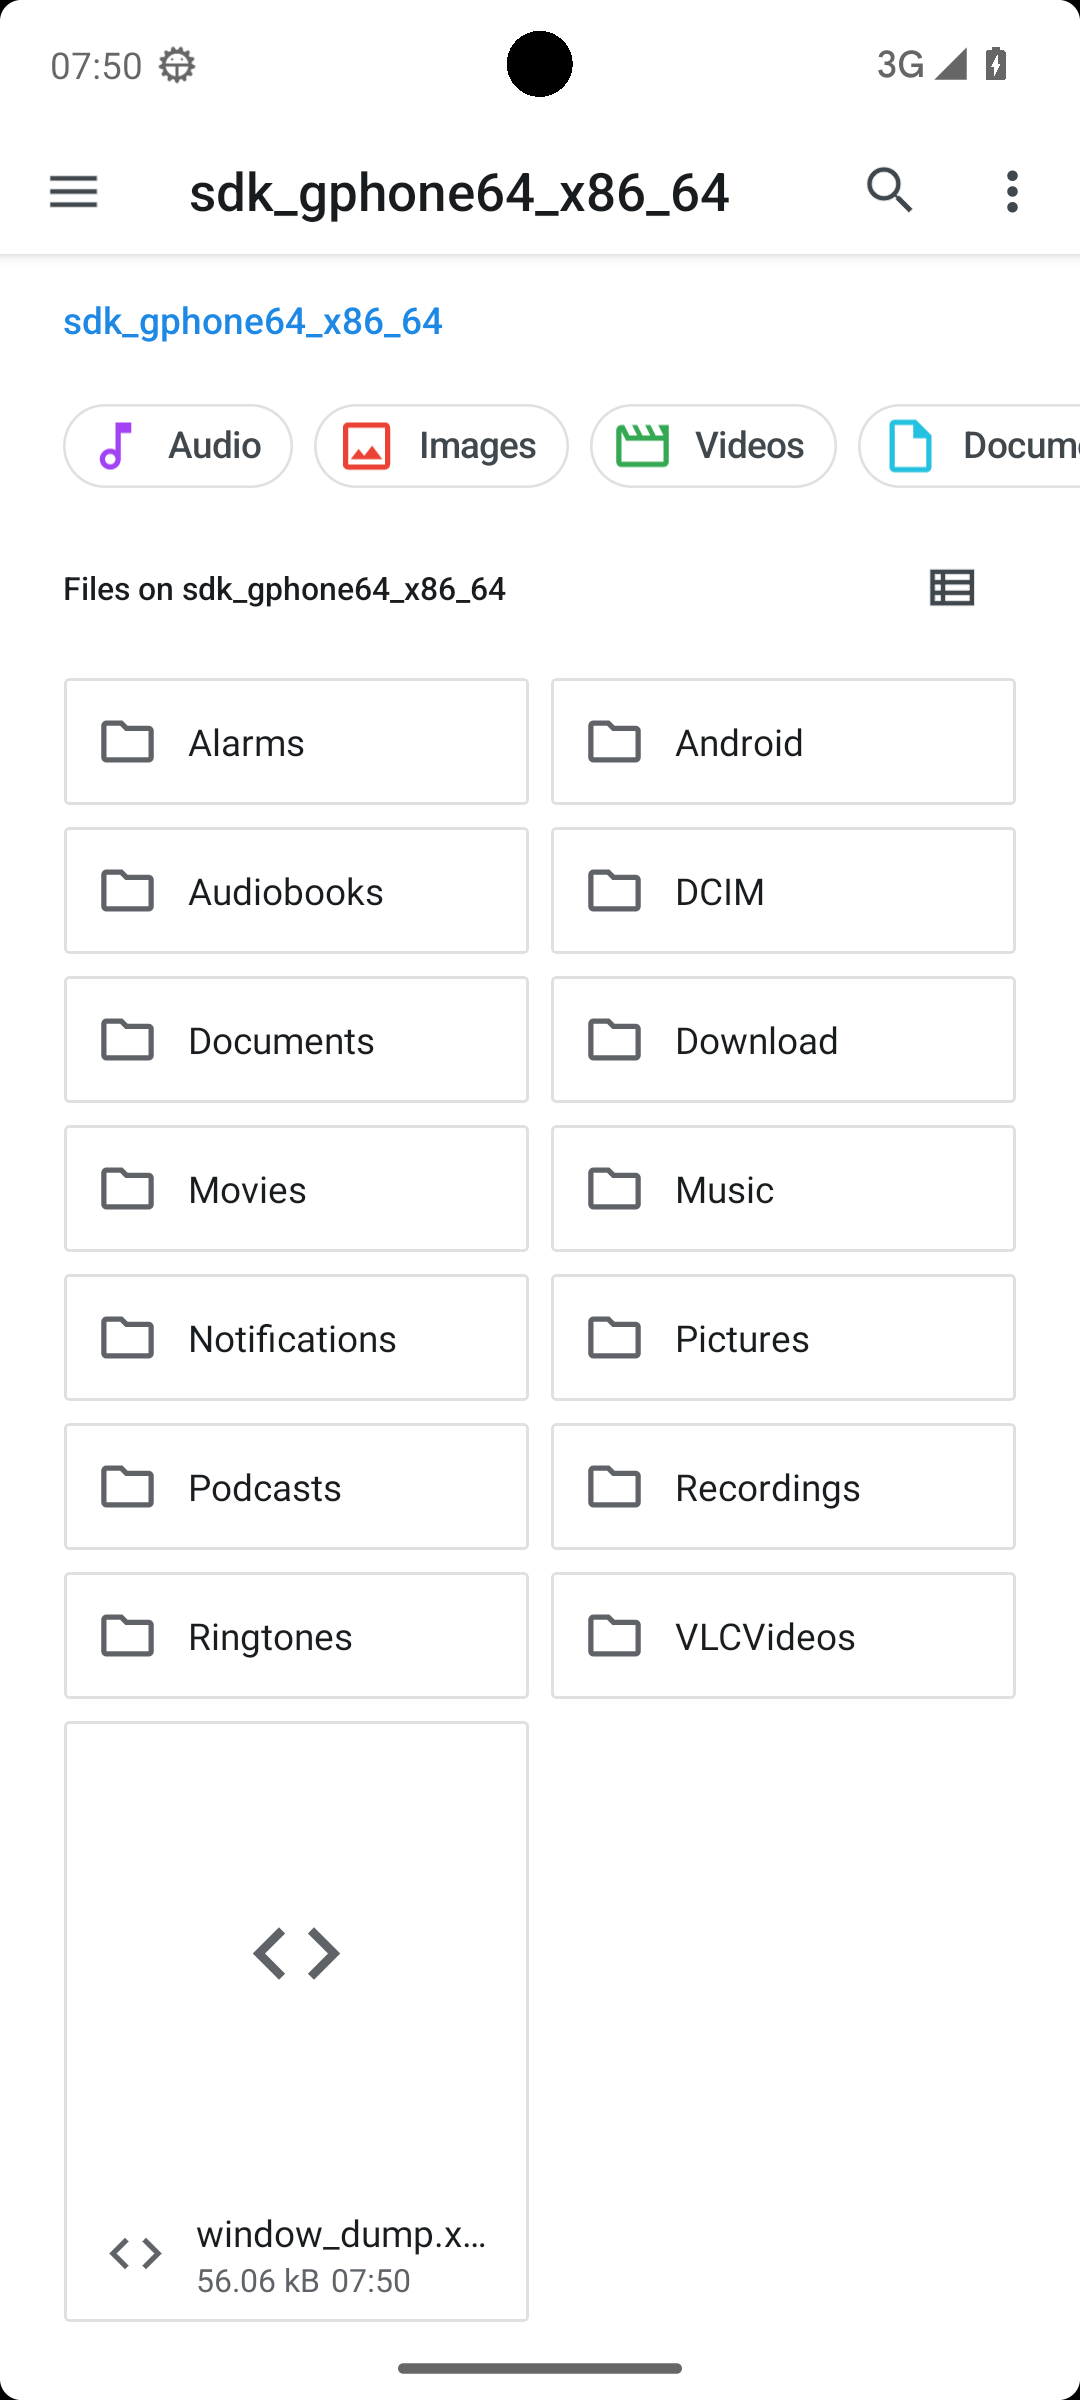 07:50 3G
sdk_gphone64_x86_64
sdk_gphone64_x86_64
Audio Images Videos Docum
Files on sdk_gphone64_x86_64
Alarms Android
Audiobooks DCIM
Documents Download
Movies Music
Notifications Pictures
Podcasts Recordings
Ringtones VLCVideos
window_dump.x...
56.06 kB 07:50